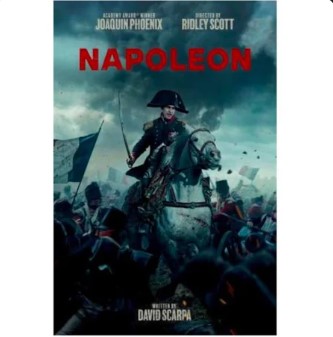 ACADEMY AWARD® WINNER
JOAQUIN PHOENIX
DIRECTED BY
RIDLEY SCOTT
NAPOLEON
WRITTEN BY
DAVID SCARPA